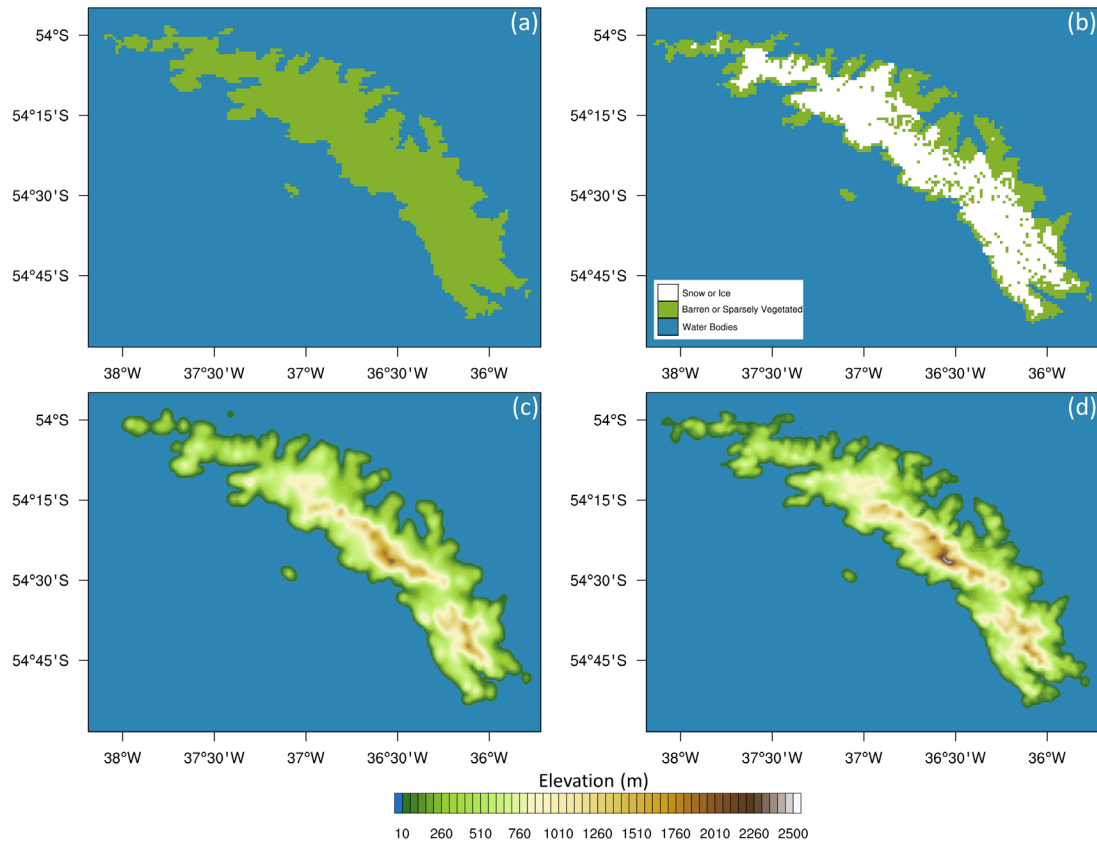 (a)
54°S
54°15'S
54°30'S
54°45'S
38°W 37°30'W 37°W 36°30'W 36°W
(b)
54°S
54°15'S
54°30'S
54°45'S
Snow or Ice
Barren or Sparsely Vegetated
Water Bodies
38°W 37°30'W 37°W 36°30'W 36°W
(c)
54°S
54°15'S
54°30'S
54°45'S
38°W 37°30'W 37°W 36°30'W 36°W
(d)
54°S
54°15'S
54°30'S
54°45'S
38°W 37°30'W 37°W 36°30'W 36°W
Elevation (m)
10 260 510 760 1010 1260 1510 1760 2010 2260 2500